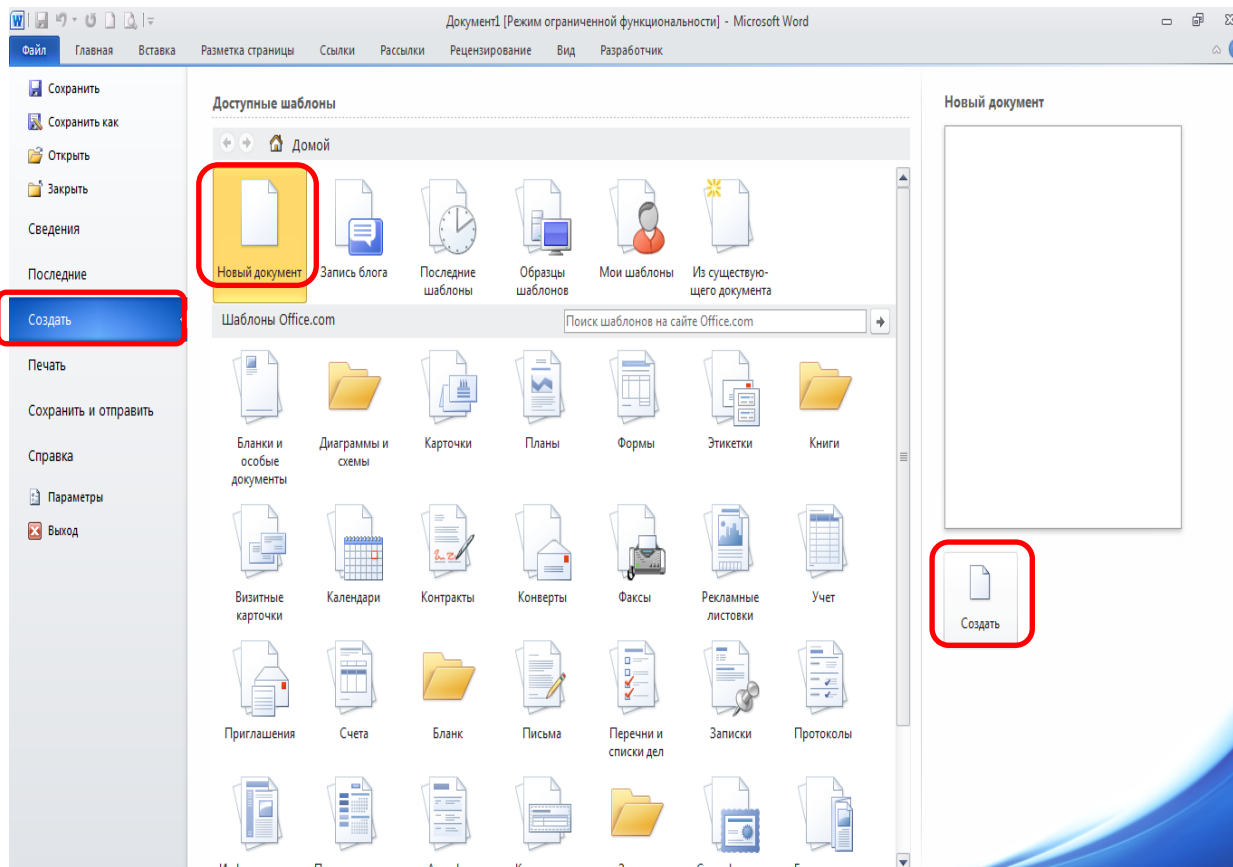 Документ1 [Режим ограниченной функциональности] - Microsoft Word
Файл Главная Вставка Разметка страницы Ссылки Рассылки Рецензирование Вид Разработчик
Сохранить
Сохранить как
Открыть
Закрыть
Сведения
Последние
Создать
Печать
Сохранить и отправить
Справка
Параметры
Выход
Доступные шаблоны
Домой
Новый документ
Запись блога
Последние
шаблоны
Образцы
шаблонов
Мои шаблоны
Из существую-
щего документа
Шаблоны Office.com
Поиск шаблонов на сайте Office.com
Бланки и
особые
документы
Диаграммы и
схемы
Карточки
Планы
Формы
Этикетки
Книги
Визитные
карточки
Календари
Контракты
Конверты
Факсы
Рекламные
листовки
Учет
Приглашения
Счета
Бланк
Письма
Перечни и
списки дел
Записки
Протоколы
Новый документ
Создать